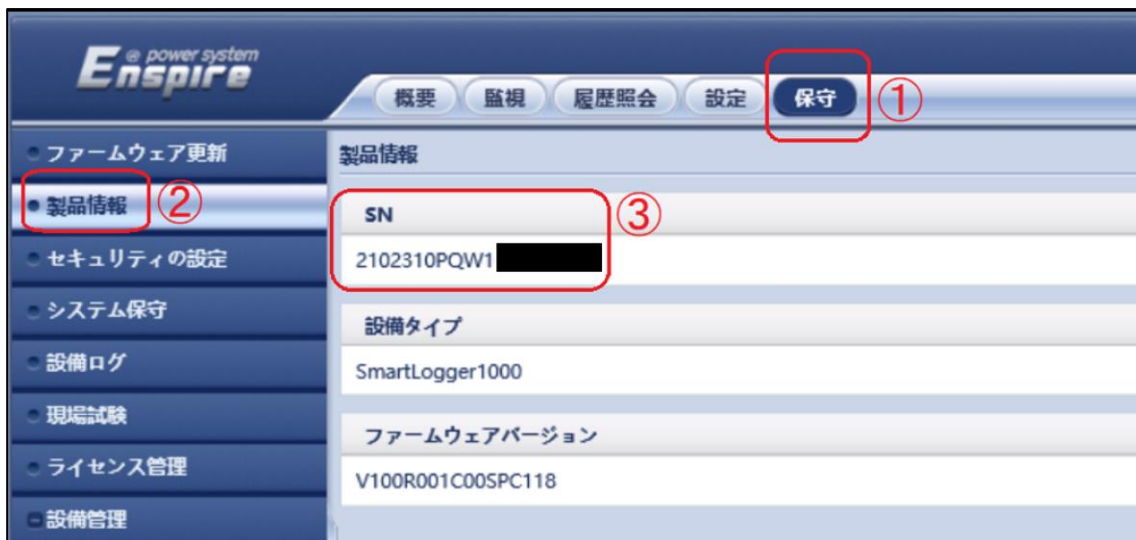 @ power system
Enspire
概要 監視 履歴照会 設定 保守 ①
ファームウェア更新
製品情報
製品情報 ②
SN ③
セキュリティの設定
2102310PQW1
システム保守
設備タイプ
設備ログ
SmartLogger1000
現場試験
ファームウェアバージョン
ライセンス管理
V100R001C00SPC118
設備管理